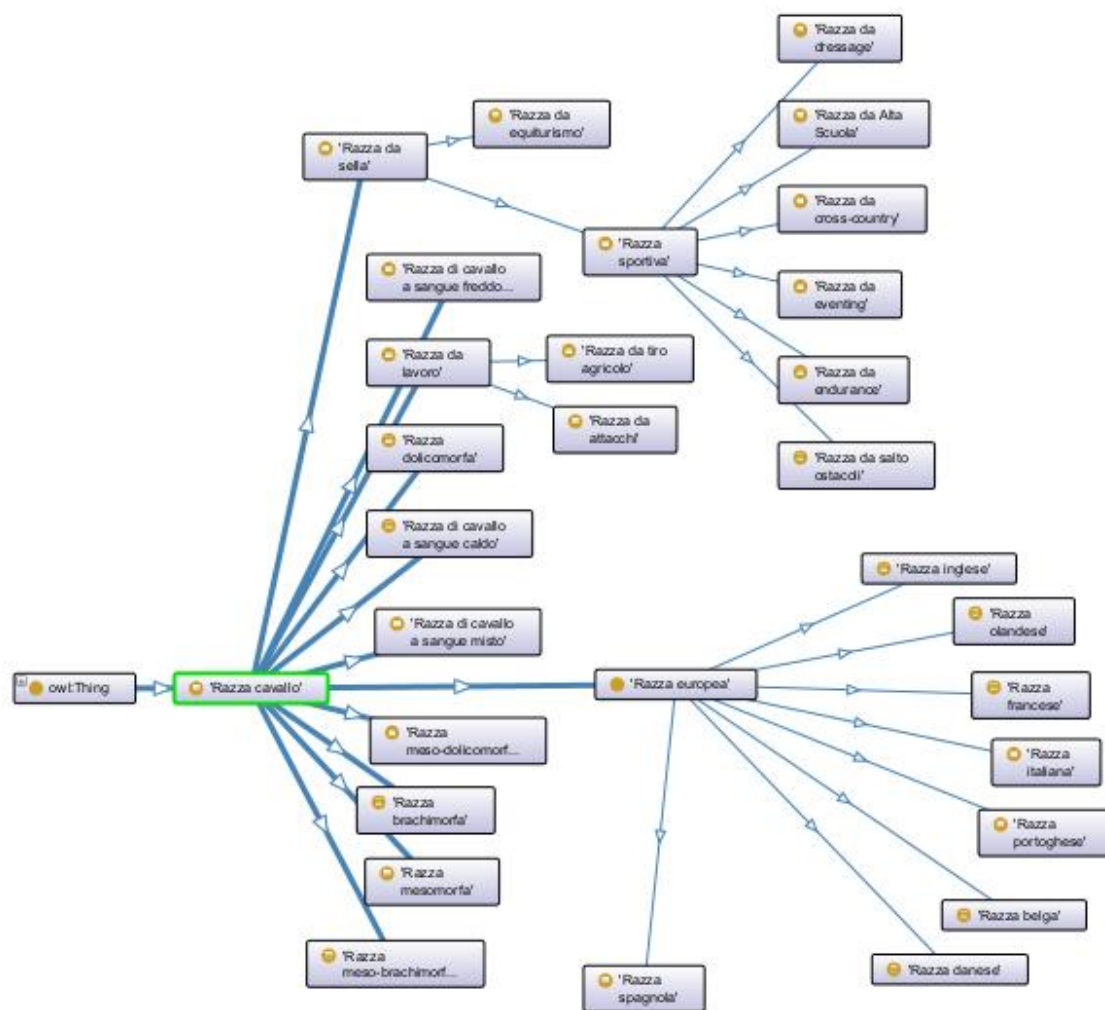 'Razza da
dressage'
'Razza da
equiturismo'
'Razza da Alta
Scuola'
'Razza da
sella'
'Razza da
cross-country'
'Razza
sportiva'
'Razza di cavallo
a sangue freddo...
'Razza da
eventing'
'Razza da
lavoro'
'Razza da tiro
agricolo'
'Razza da
endurance'
'Razza da
attacchi'
'Razza
dolicomorfa'
'Razza da salto
ostacoli'
'Razza di cavallo
a sangue caldo'
'Razza inglese'
'Razza
olandese'
'Razza di cavallo
a sangue misto'
owl:Thing
'Razza cavallo'
'Razza europea'
'Razza
francese'
'Razza
meso-dolicomorf...
'Razza
italiana'
'Razza
brachimorfa'
'Razza
portoghese'
'Razza
mesomorfa'
'Razza belga'
'Razza
meso-brachimorf...
'Razza danese'
'Razza
spagnola'